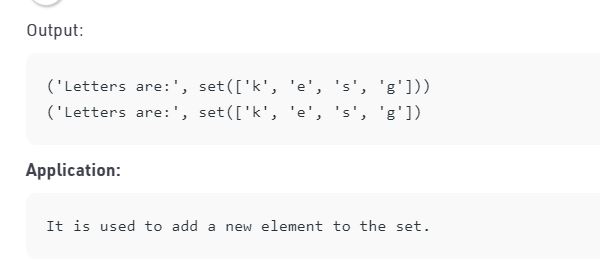 Output:
('Letters are:', set(['k', 'e', 's', 'g']))
('Letters are:', set(['k', 'e', 's', 'g'])
Application:
It is used to add a new element to the set.